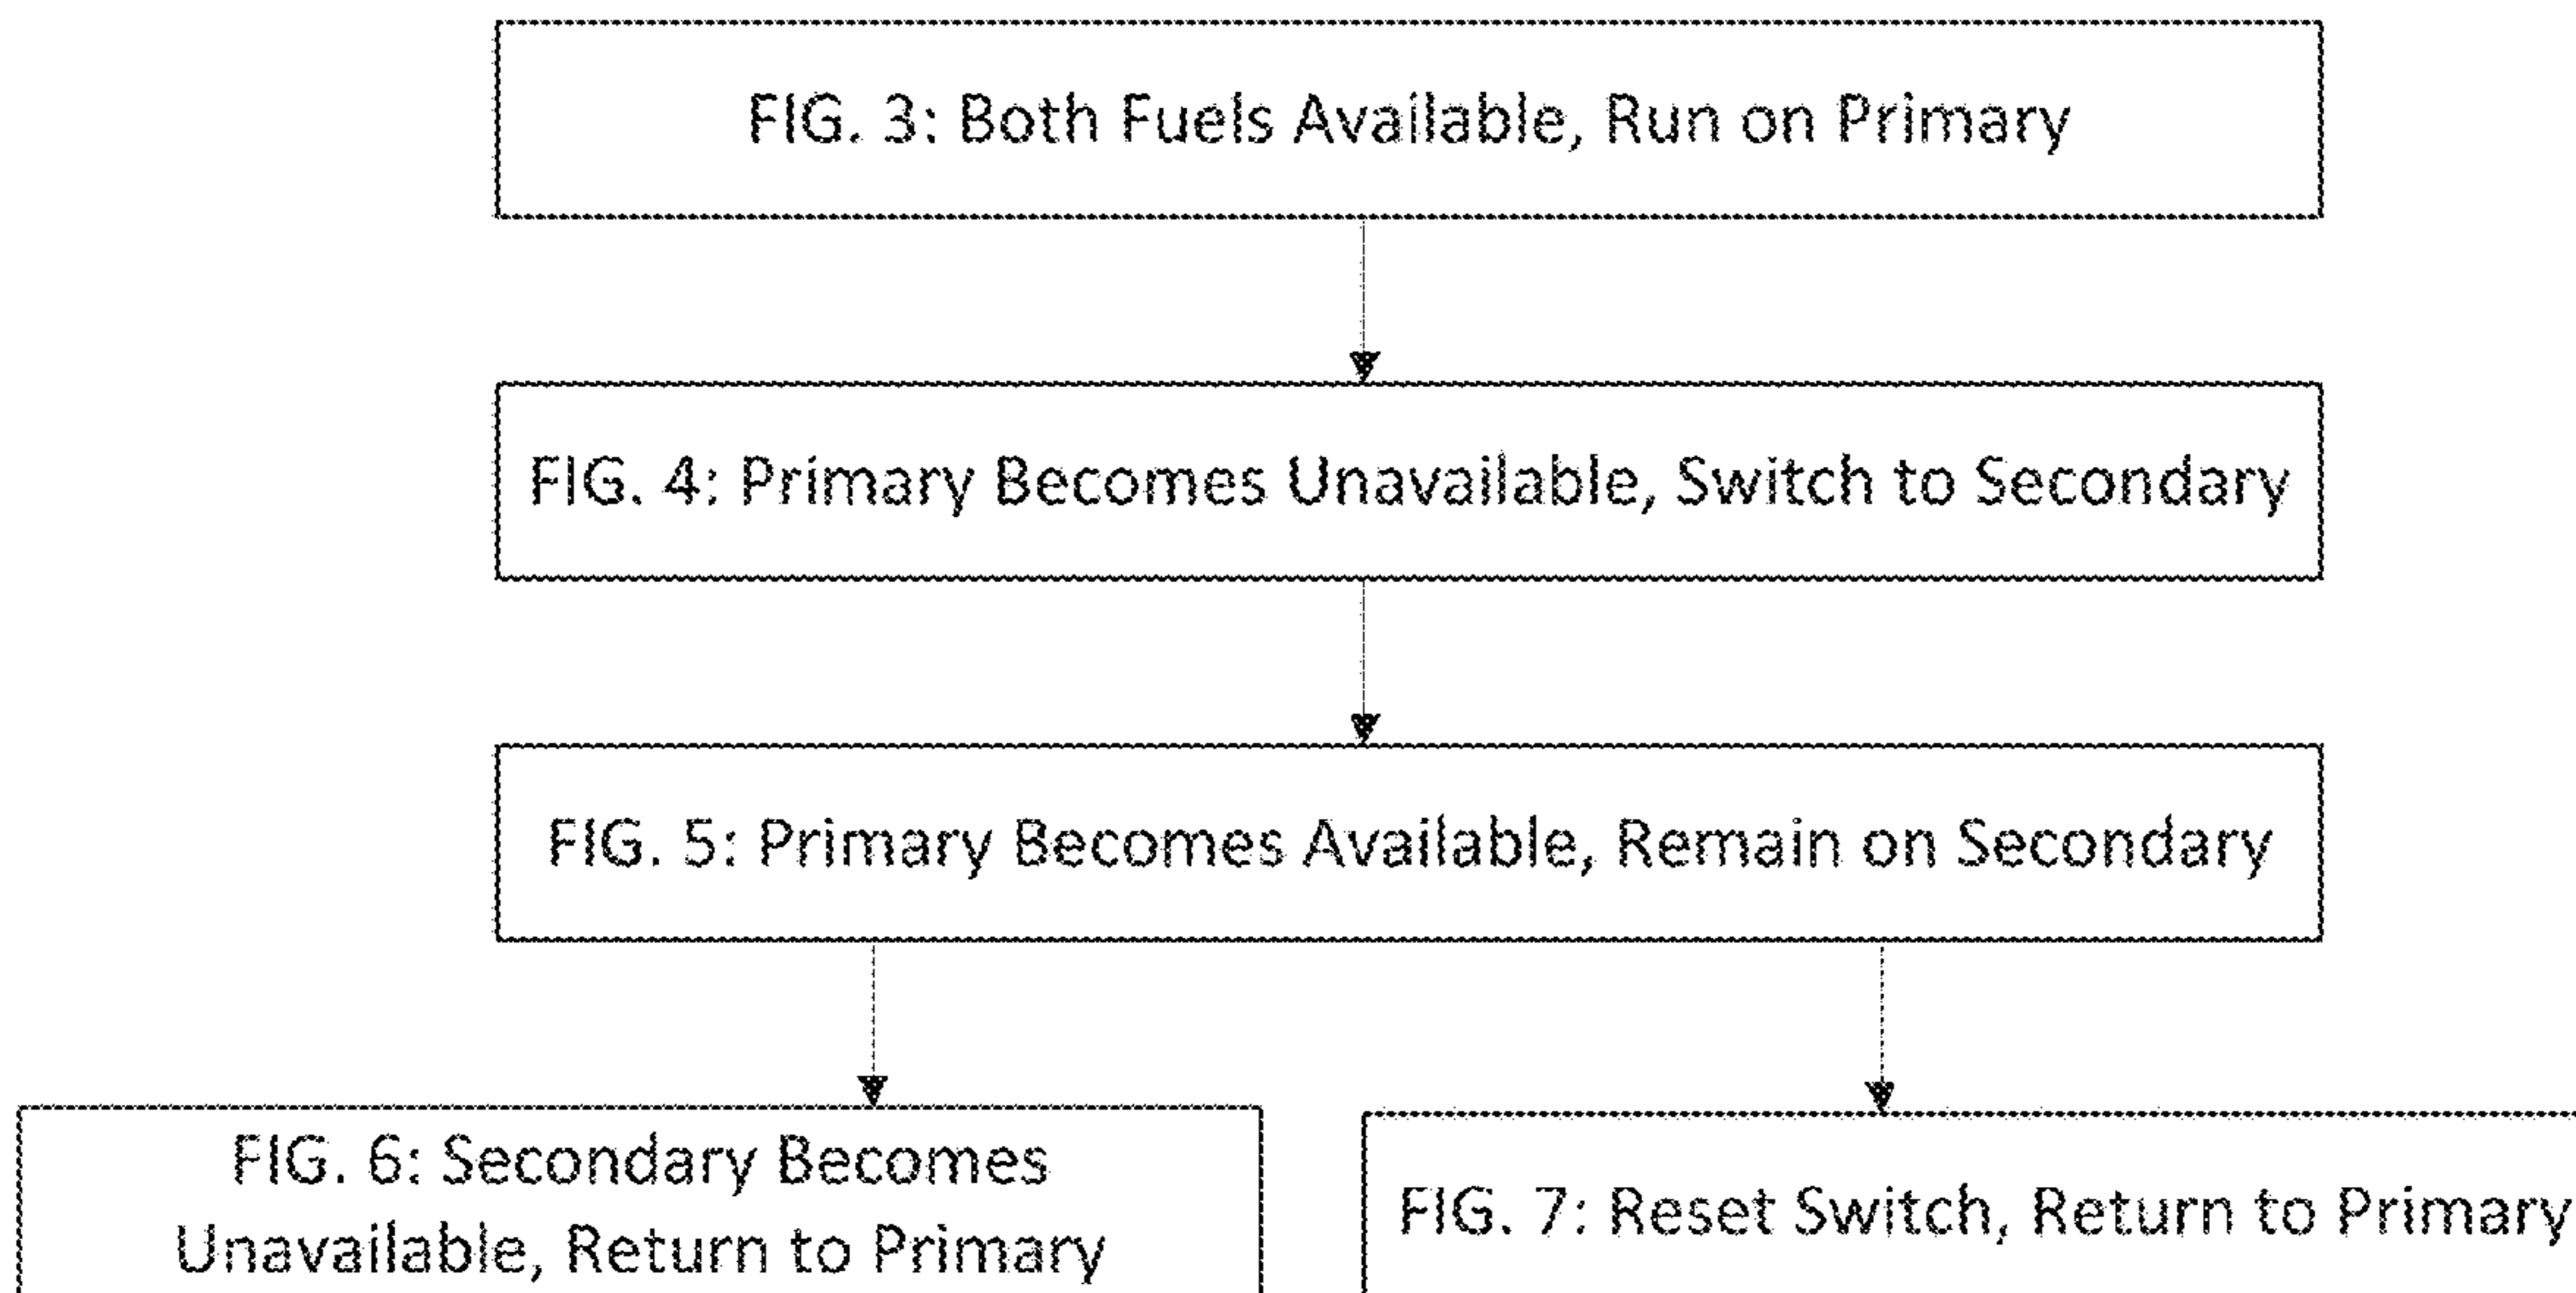 FIG. 3: Both Fuels Available, Run on Primary
FIG. 4: Primary Becomes Unavailable, Switch to Secondary
FIG. 5: Primary Becomes Available, Remain on Secondary
FIG. 6: Secondary Becomes
Unavailable, Return to Primary
FIG. 7: Reset Switch, Return to Primary